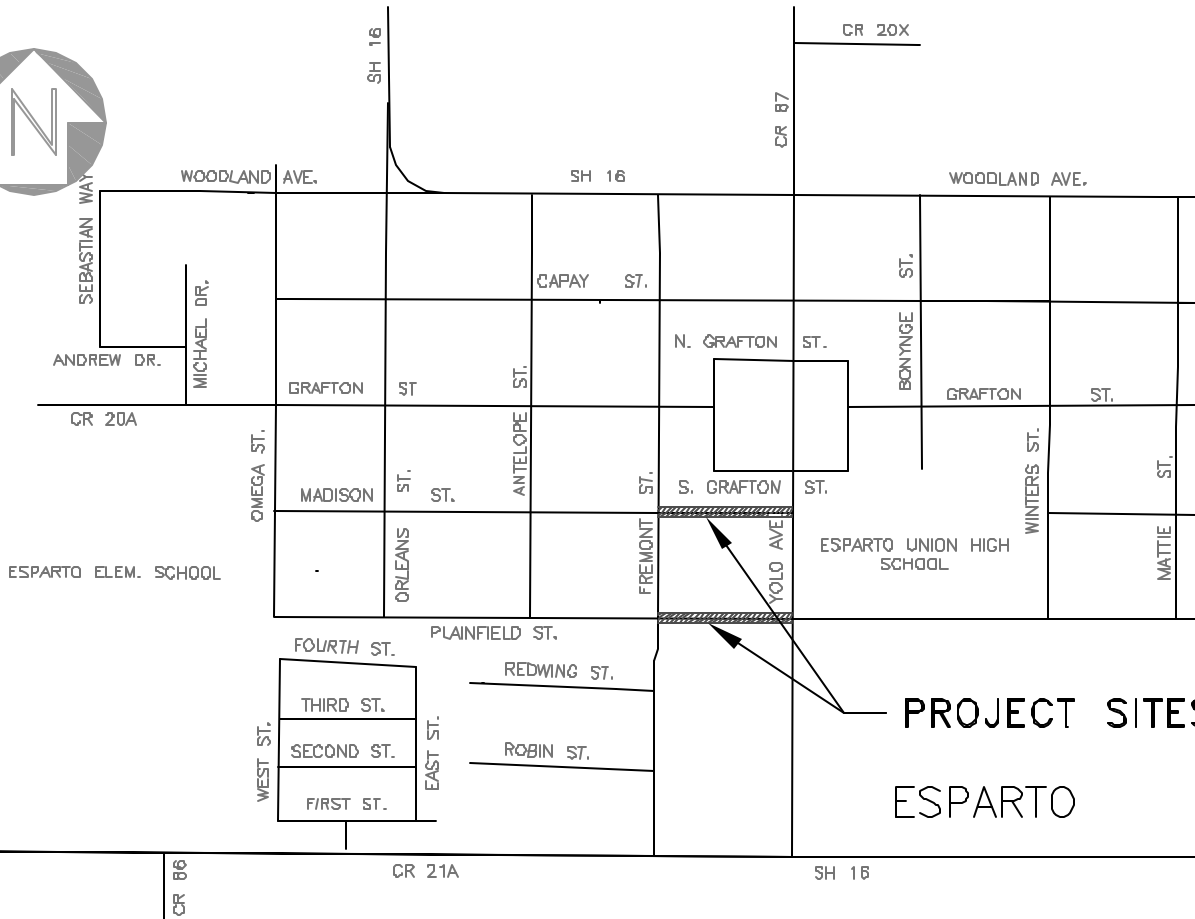 SH 16
CR 20X
CR 87
N
WOODLAND AVE.
SH 16
WOODLAND AVE.
SEBASTIAN WAY
MICHAEL DR.
CAPAY ST.
BONYNGE ST.
N. GRAFTON ST.
ANDREW DR.
GRAFTON ST
GRAFTON ST.
CR 20A
OMEGA ST.
ORLEANS ST.
ANTELOPE ST.
FREMONT ST.
YOLO AVE
WINTERS ST.
MATTIE ST.
MADISON ST.
S. GRAFTON ST.
ESPARTO UNION HIGH
SCHOOL
ESPARTO ELEM. SCHOOL
PLAINFIELD ST.
FOURTH ST.
REDWING ST.
THIRD ST.
PROJECT SITES
WEST ST.
EAST ST.
SECOND ST.
ROBIN ST.
FIRST ST.
ESPARTO
CR 86
CR 21A
SH 16